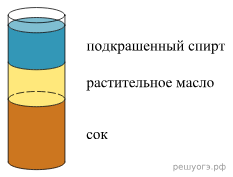 подкрашенный спирт
растительное масло
сок
решуогэ.рф